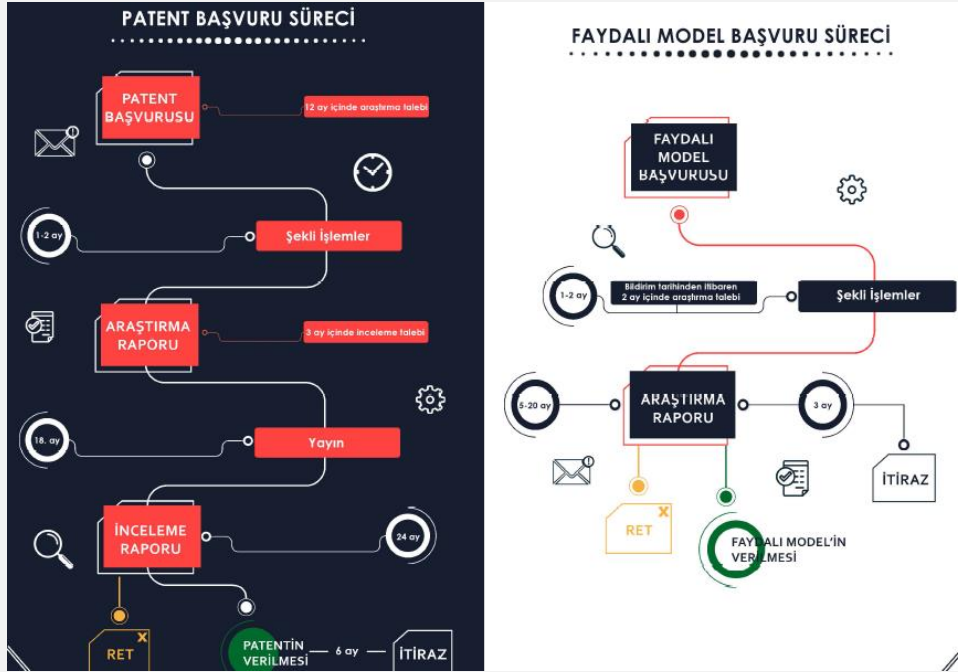 PATENT BAŞVURU SÜRECİ
PATENT
BAŞVURUSU
12 ay içinde araştırma talebi
1-2 ay
Şekli İşlemler
ARAŞTIRMA
RAPORU
3 ay içinde inceleme talebi
18. ay
Yayın
İNCELEME
RAPORU
24 ay
RET
X
PATENTİN
VERİLMESİ
6 ay
İTİRAZ
FAYDALI MODEL BAŞVURU SÜRECİ
FAYDALI
MODEL
BAŞVURUSU
1-2 ay
Bildirim tarihinden itibaren
2 ay içinde araştırma talebi
Şekli İşlemler
5-20 ay
ARAŞTIRMA
RAPORU
3 ay
İTİRAZ
RET
X
FAYDALI MODEL'İN
VERİLMESİ